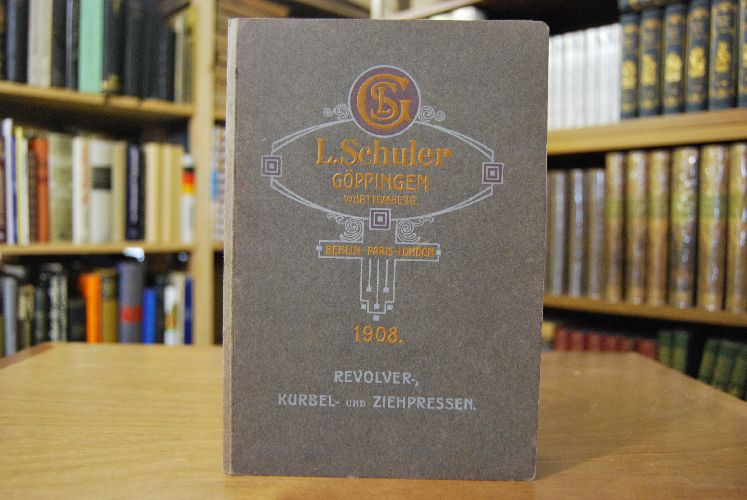 LSG
L. Schuler
GÖPPINGEN
WÜRTTEMBERG.
BERLIN-PARIS-LONDON
1908.
REVOLVER-,
KURBEL- UND ZIEHPRESSEN.